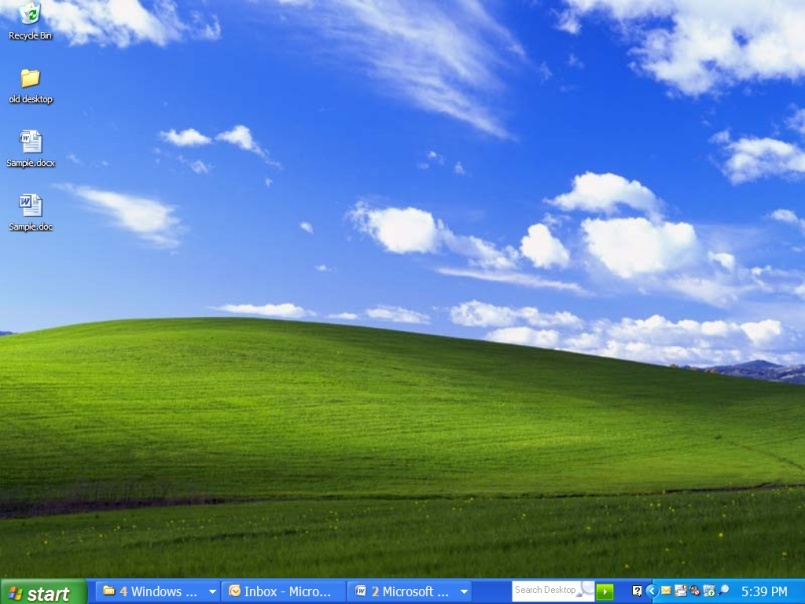 Recycle Bin
old desktop
Sample.docx
Sample.doc
start
4 Windows ...
Inbox - Micro...
2 Microsoft ...
Search Desktop
5:39 PM